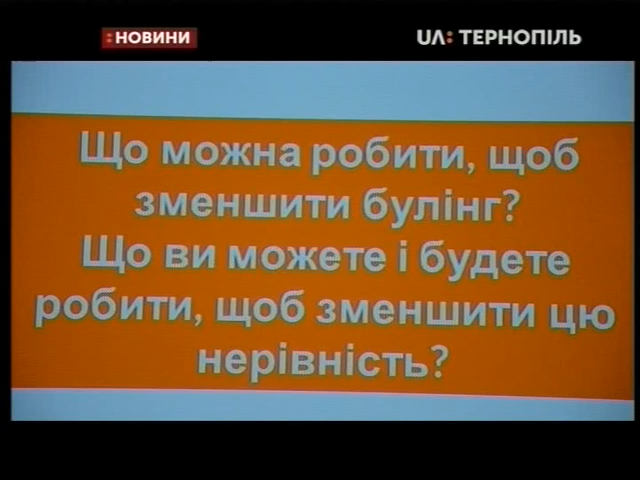 :НОВИНИ
UA: ТЕРНОПІЛЬ
Що можна робити, щоб
зменшити булінг?
Що ви можете і будете
робити, щоб зменшити цю
нерівність?